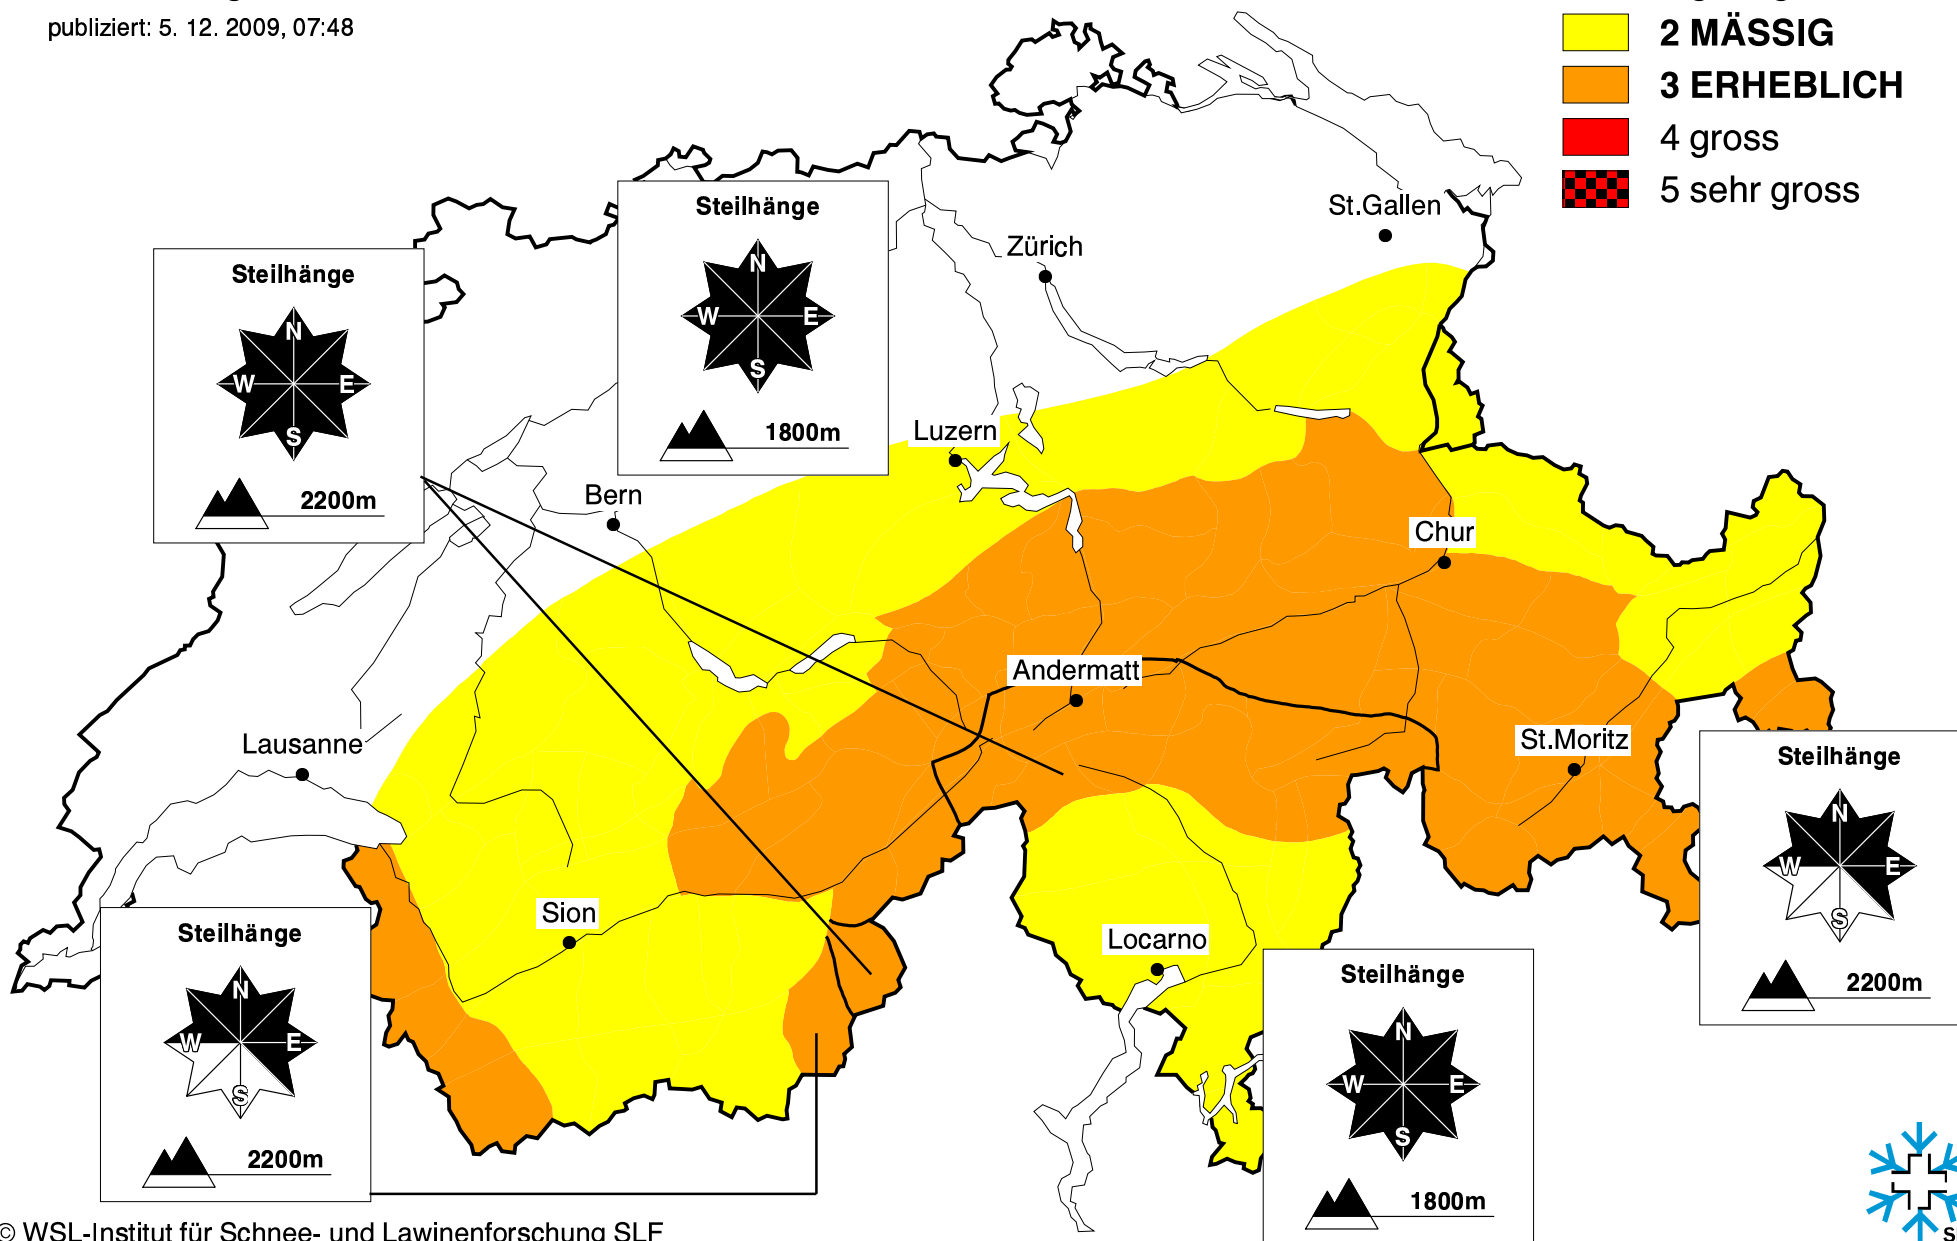 publiziert: 5. 12. 2009, 07:48
2 MÄSSIG
3 ERHEBLICH
4 gross
5 sehr gross
St.Gallen
Zürich
Steilhänge
N
W E
S
1800m
Steilhänge
N
W E
S
2200m
Luzern
Bern
Chur
Andermatt
Lausanne
St.Moritz
Steilhänge
N
W E
S
2200m
Sion
Locarno
Steilhänge
N
W E
S
2200m
Steilhänge
N
W E
S
1800m
© WSL-Institut für Schnee- und Lawinenforschung SLF